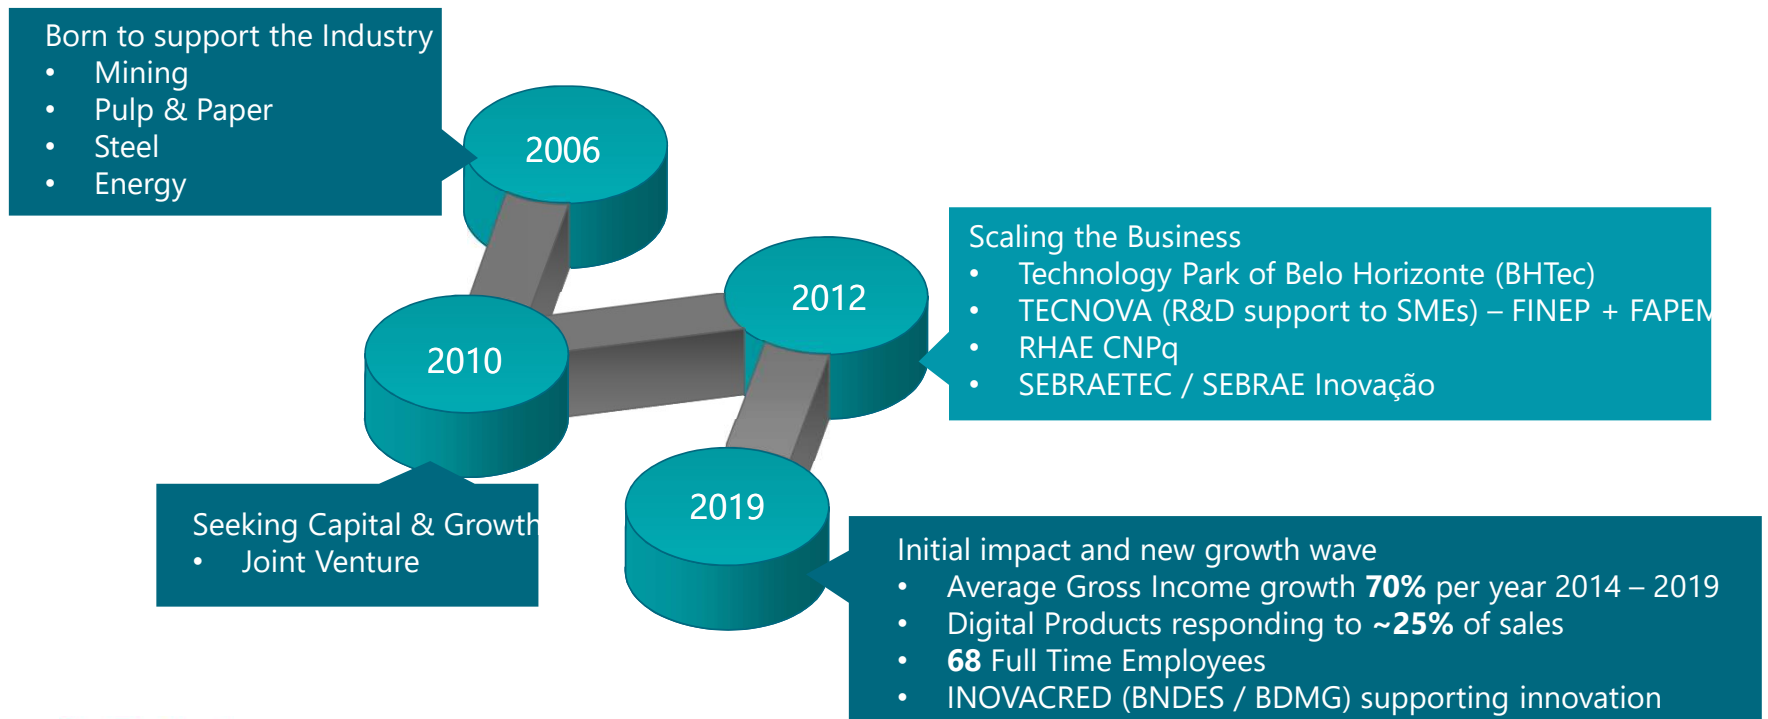 Born to support the Industry
• Mining
• Pulp & Paper
• Steel
• Energy
2006
2010
Seeking Capital & Growth
• Joint Venture
2012
Scaling the Business
• Technology Park of Belo Horizonte (BHTec)
• TECNOVA (R&D support to SMEs) – FINEP + FAPEM
• RHAE CNPq
• SEBRAETEC / SEBRAE Inovação
2019
Initial impact and new growth wave
• Average Gross Income growth 70% per year 2014 – 2019
• Digital Products responding to ~25% of sales
• 68 Full Time Employees
• INOVACRED (BNDES / BDMG) supporting innovation